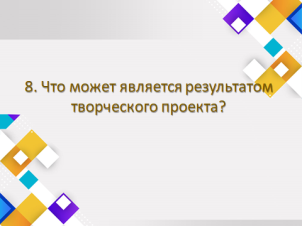 8. Что может является результатом
творческого проекта?